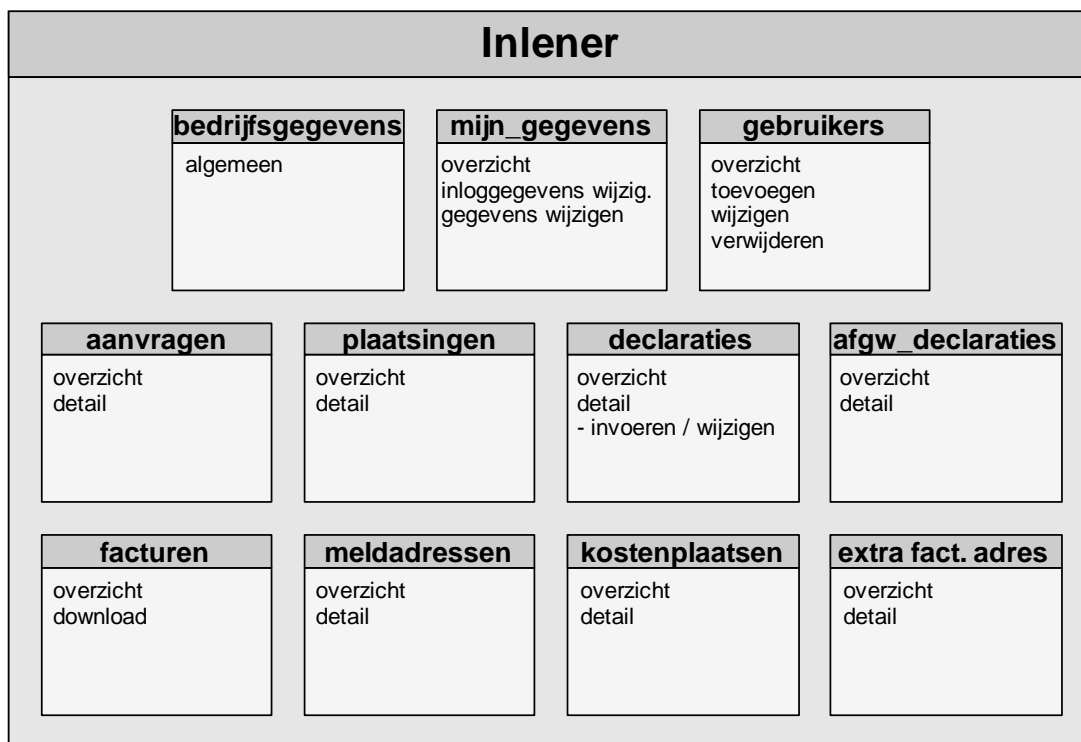 Inlener
bedrijfsgegevens
algemeen
mijn_gegevens
overzicht
inloggegevens wijzig.
gegevens wijzigen
gebruikers
overzicht
toevoegen
wijzigen
verwijderen
aanvragen
overzicht
detail
plaatsingen
overzicht
detail
declaraties
overzicht
detail
- invoeren / wijzigen
afgw_declaraties
overzicht
detail
facturen
overzicht
download
meldadressen
overzicht
detail
kostenplaatsen
overzicht
detail
extra fact. adres
overzicht
detail